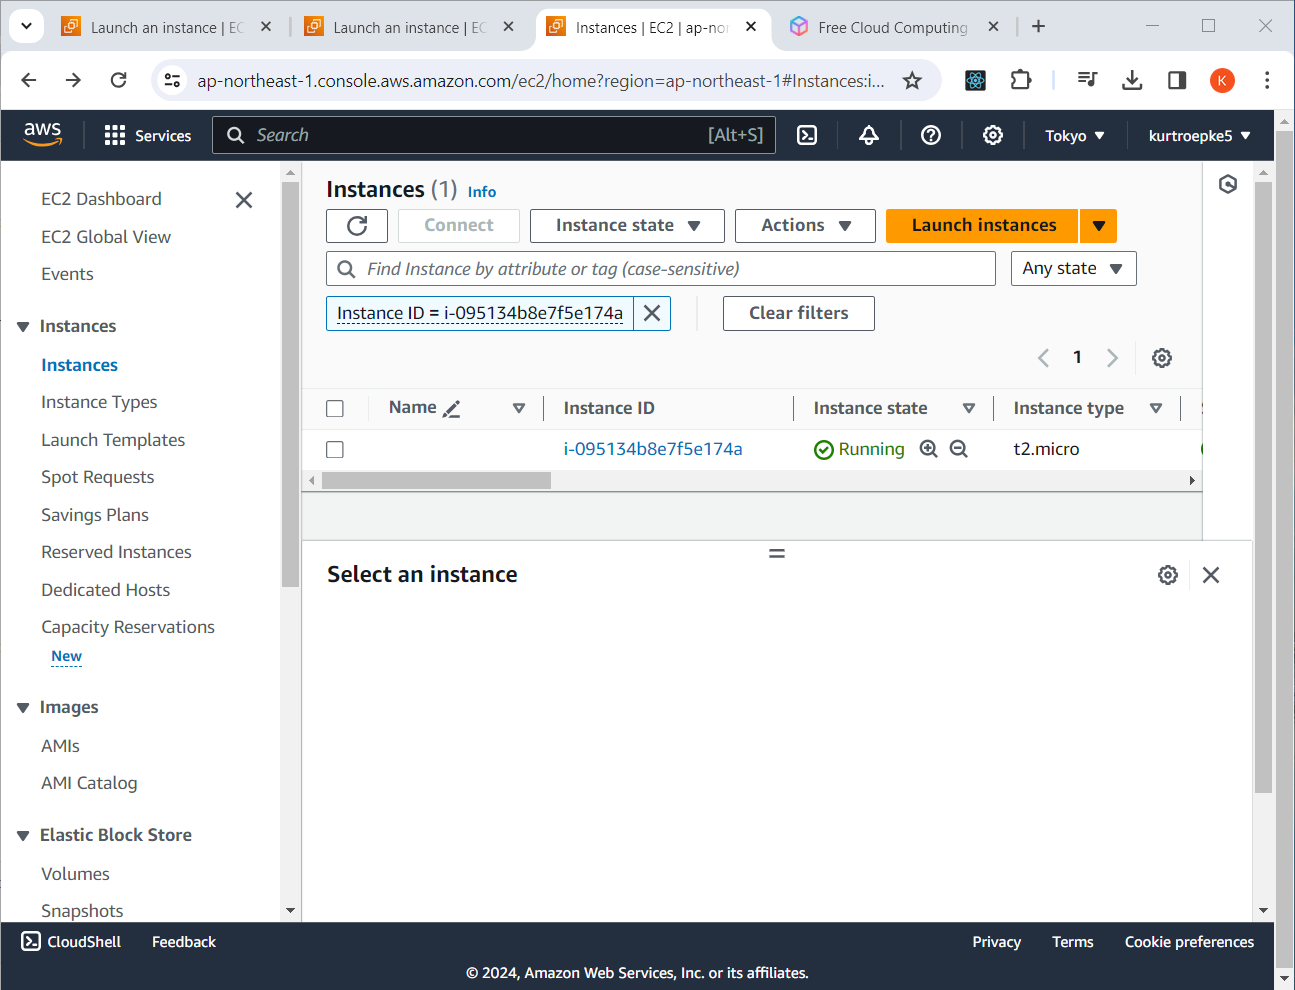 Launch an instance | EC
Launch an instance | EC
Instances | EC2 | ap-nor
Free Cloud Computing
ap-northeast-1.console.aws.amazon.com/ec2/home?region=ap-northeast-1#Instances:i...
K
aws
Services
Search
[Alt+S]
Tokyo
kurtroepke5
EC2 Dashboard
EC2 Global View
Events
Instances
Instances
Instance Types
Launch Templates
Spot Requests
Savings Plans
Reserved Instances
Dedicated Hosts
Capacity Reservations
New
Images
AMIs
AMI Catalog
Elastic Block Store
Volumes
Snapshots
Instances (1) Info
Connect
Instance state
Actions
Launch instances
Find Instance by attribute or tag (case-sensitive)
Any state
Instance ID = i-095134b8e7f5e174a
Clear filters
1
Name
Instance ID
Instance state
Instance type
i-095134b8e7f5e174a
Running
t2.micro
Select an instance
CloudShell
Feedback
Privacy
Terms
Cookie preferences
© 2024, Amazon Web Services, Inc. or its affiliates.